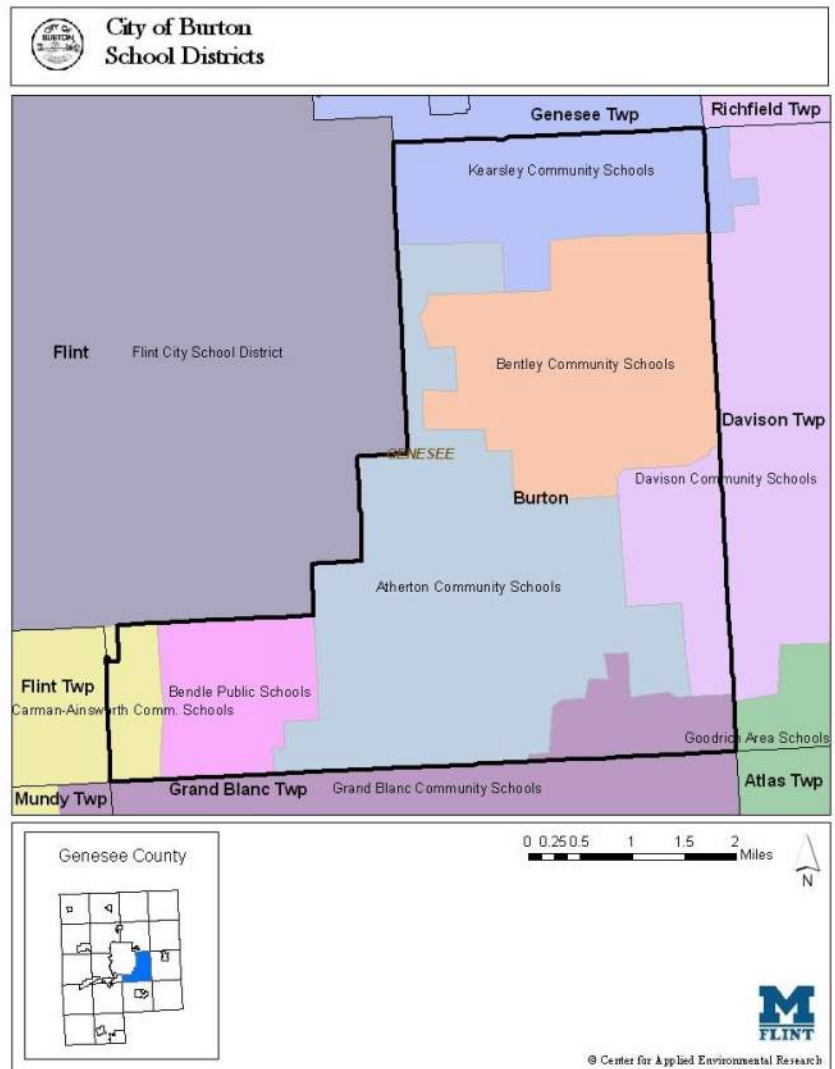 CITY OF
BURTON
City of Burton
School Districts
Genesee Twp
Richfield Twp
Kearsley Community Schools
Flint
Flint City School District
Bentley Community Schools
Davison Twp
GENESEE
Davison Community Schools
Burton
Atherton Community Schools
Flint Twp
Bendle Public Schools
Carman-Ainsworth Comm. Schools
Goodrich Area Schools
Mundy Twp
Grand Blanc Twp
Grand Blanc Community Schools
Atlas Twp
Genesee County
0 0.25 0.5 1 1.5 2
Miles
N
M
FLINT
© Center for Applied Environmental Research